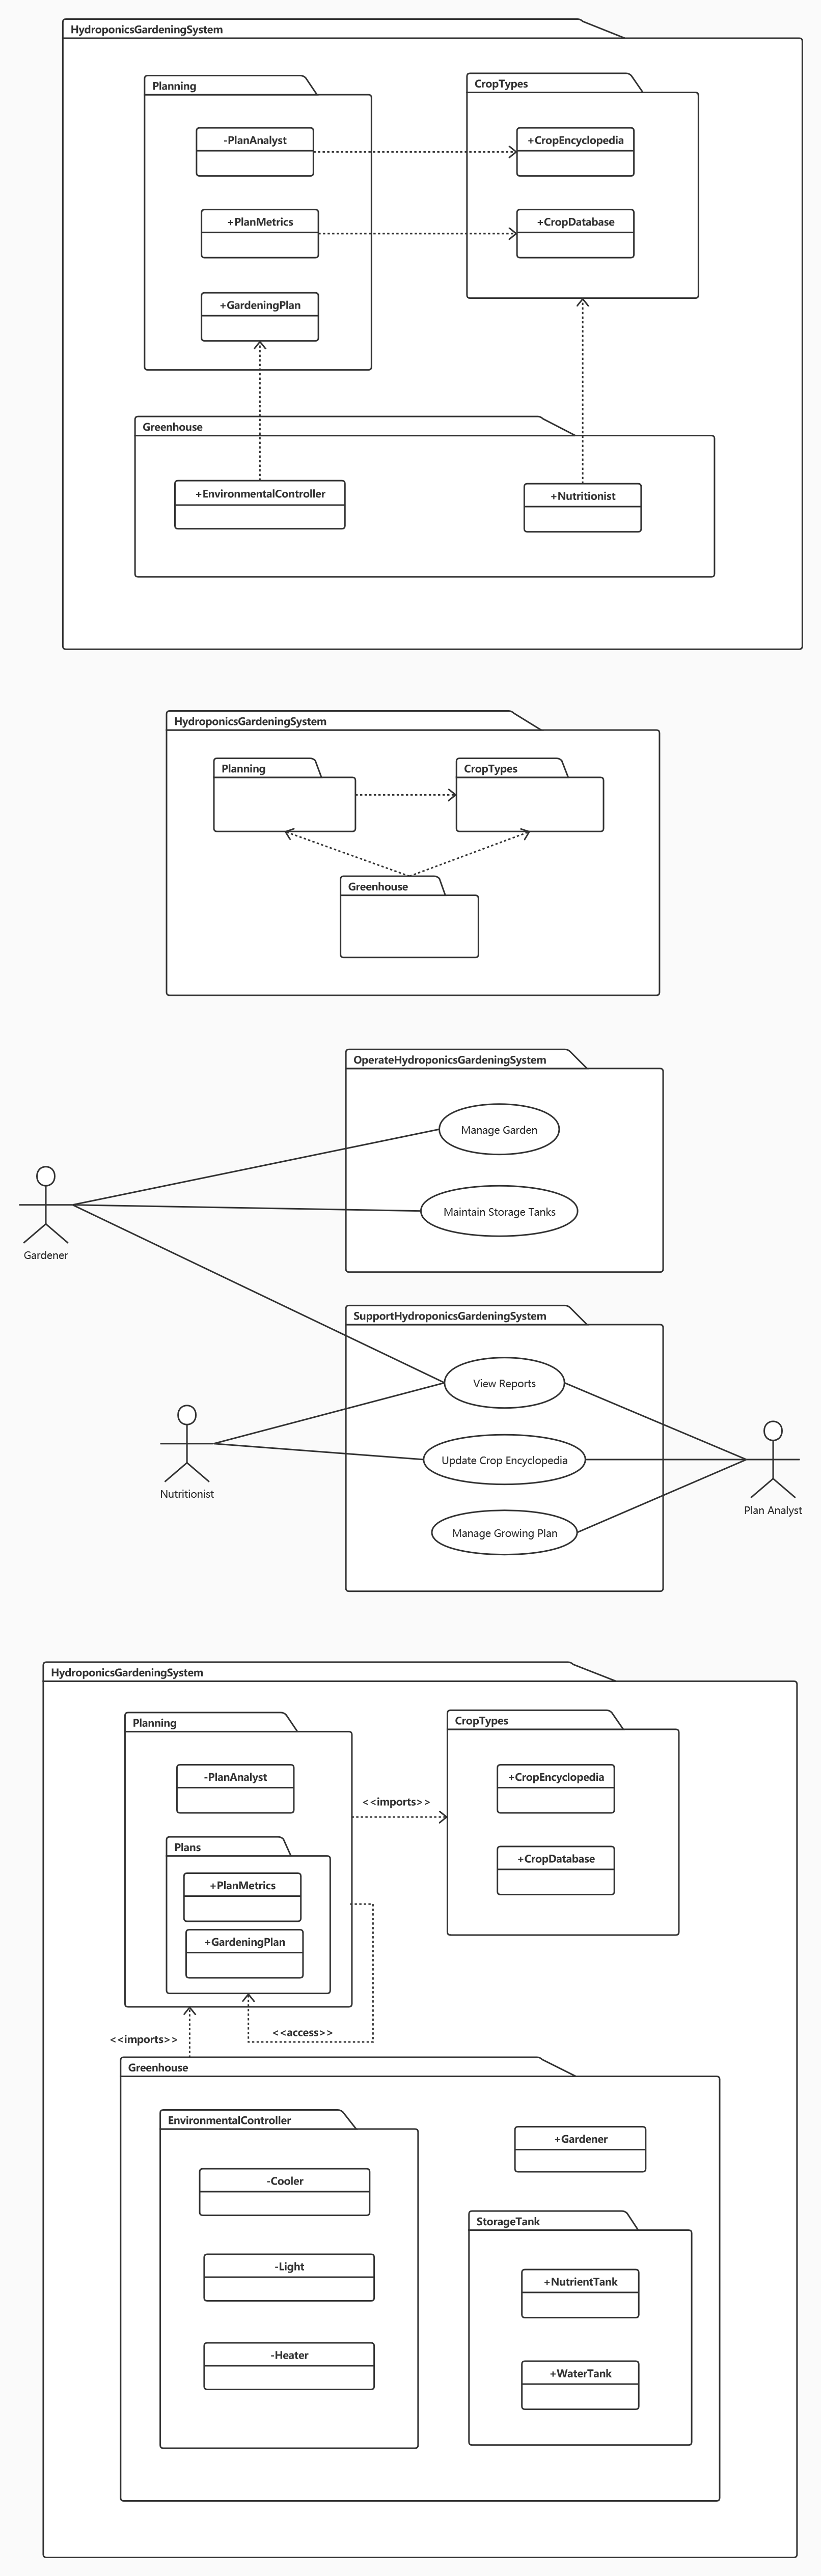 HydroponicsGardeningSystem
Planning
CropTypes
-PlanAnalyst
+CropEncyclopedia
+PlanMetrics
+CropDatabase
+GardeningPlan
Greenhouse
+EnvironmentalController
+Nutritionist
HydroponicsGardeningSystem
Planning
CropTypes
Greenhouse
OperateHydroponicsGardeningSystem
Manage Garden
Maintain Storage Tanks
Gardener
SupportHydroponicsGardeningSystem
View Reports
Update Crop Encyclopedia
Nutritionist
Plan Analyst
Manage Growing Plan
HydroponicsGardeningSystem
Planning
CropTypes
-PlanAnalyst
+CropEncyclopedia
<<imports>>
Plans
+CropDatabase
+PlanMetrics
+GardeningPlan
<<access>>
<<imports>>
Greenhouse
EnvironmentalController
+Gardener
-Cooler
StorageTank
-Light
+NutrientTank
-Heater
+WaterTank